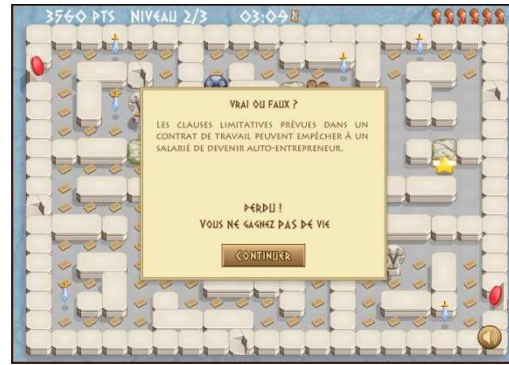 3560 PTS NIVEAU 2/3 03:09
VRAI OU FAUX ?
LES CLAUSES LIMITATIVES PRÉVUES DANS UN
CONTRAT DE TRAVAIL PEUVENT EMPÊCHER À UN
SALARIÉ DE DEVENIR AUTO-ENTREPRENEUR.
PERDU !
VOUS NE GAGNEZ PAS DE VIE
CONTINUER